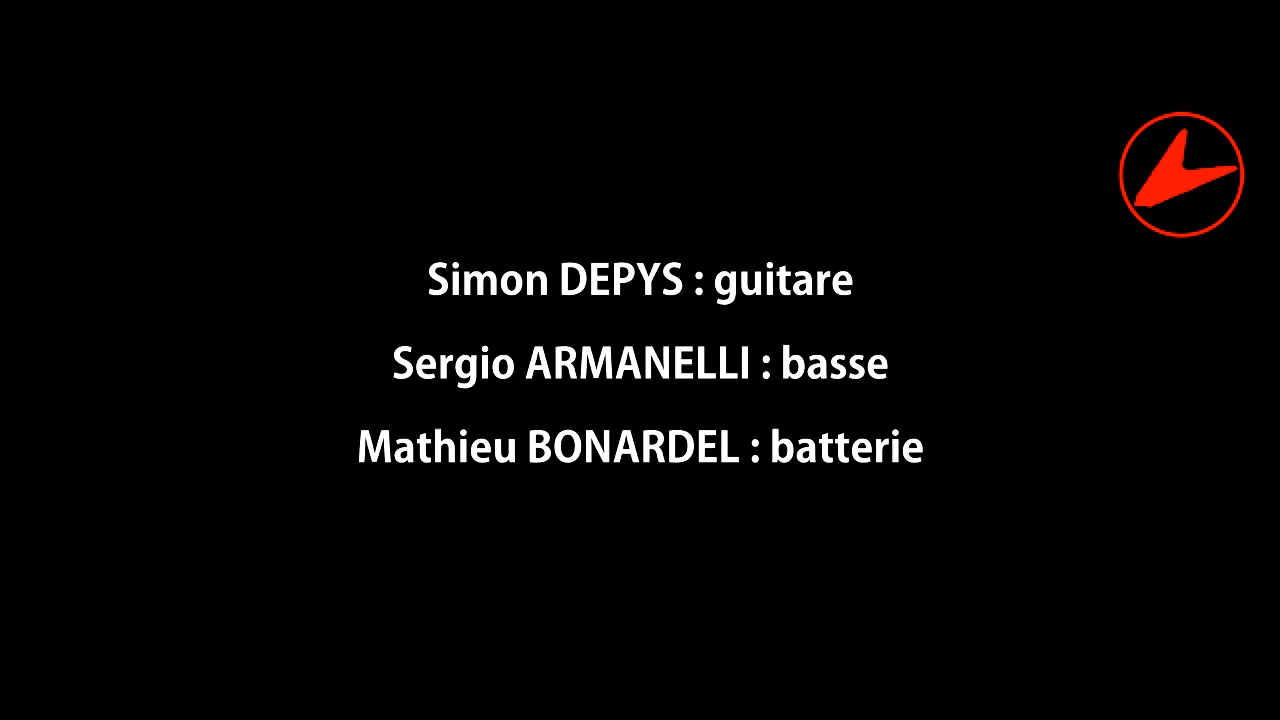 Simon DEPYS : guitare
Sergio ARMANELLI : basse
Mathieu BONARDEL : batterie